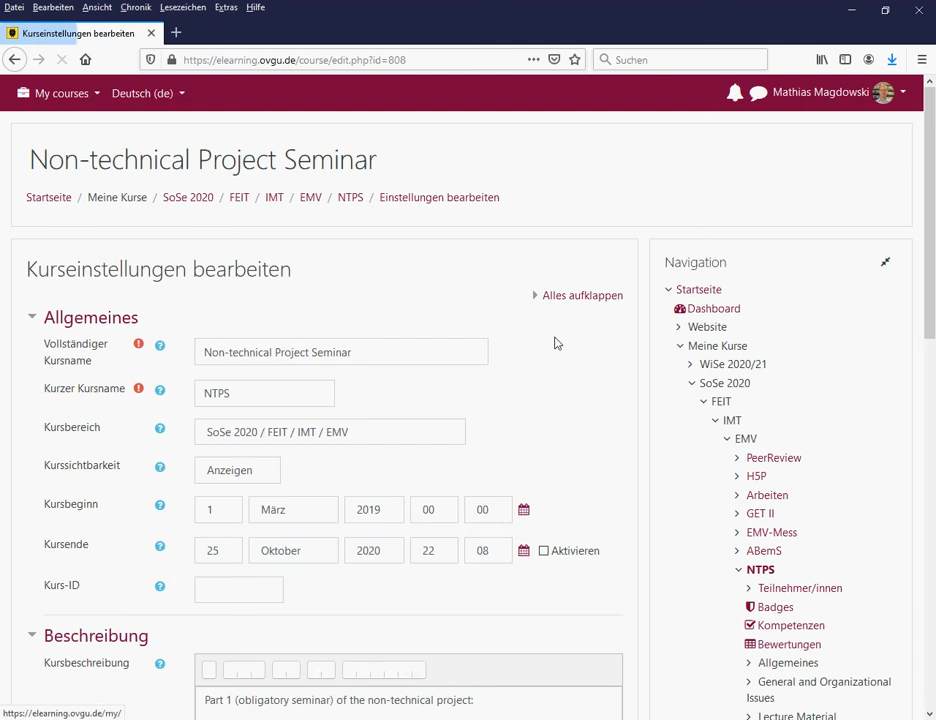 Datei Bearbeiten Ansicht Chronik Lesezeichen Extras Hilfe
Kurseinstellungen bearbeiten
https://elearning.ovgu.de/course/edit.php?id=808
Suchen
My courses Deutsch (de) Mathias Magdowski
Non-technical Project Seminar
Startseite / Meine Kurse / SoSe 2020 / FEIT / IMT / EMV / NTPS / Einstellungen bearbeiten
Kurseinstellungen bearbeiten
Alles aufklappen
Allgemeines
Vollständiger
Kursname
Non-technical Project Seminar
Kurzer Kursname
NTPS
Kursbereich
SoSe 2020 / FEIT / IMT / EMV
Kurssichtbarkeit
Anzeigen
Kursbeginn
1 März 2019 00 00
Kursende
25 Oktober 2020 22 08 Aktivieren
Kurs-ID
Beschreibung
Kursbeschreibung
Part 1 (obligatory seminar) of the non-technical project:
Navigation
Startseite
Dashboard
Website
Meine Kurse
WiSe 2020/21
SoSe 2020
FEIT
IMT
EMV
PeerReview
H5P
Arbeiten
GET II
EMV-Mess
ABemS
NTPS
Teilnehmer/innen
Badges
Kompetenzen
Bewertungen
Allgemeines
General and Organizational
Issues
Lecture Material
https://elearning.ovgu.de/my/